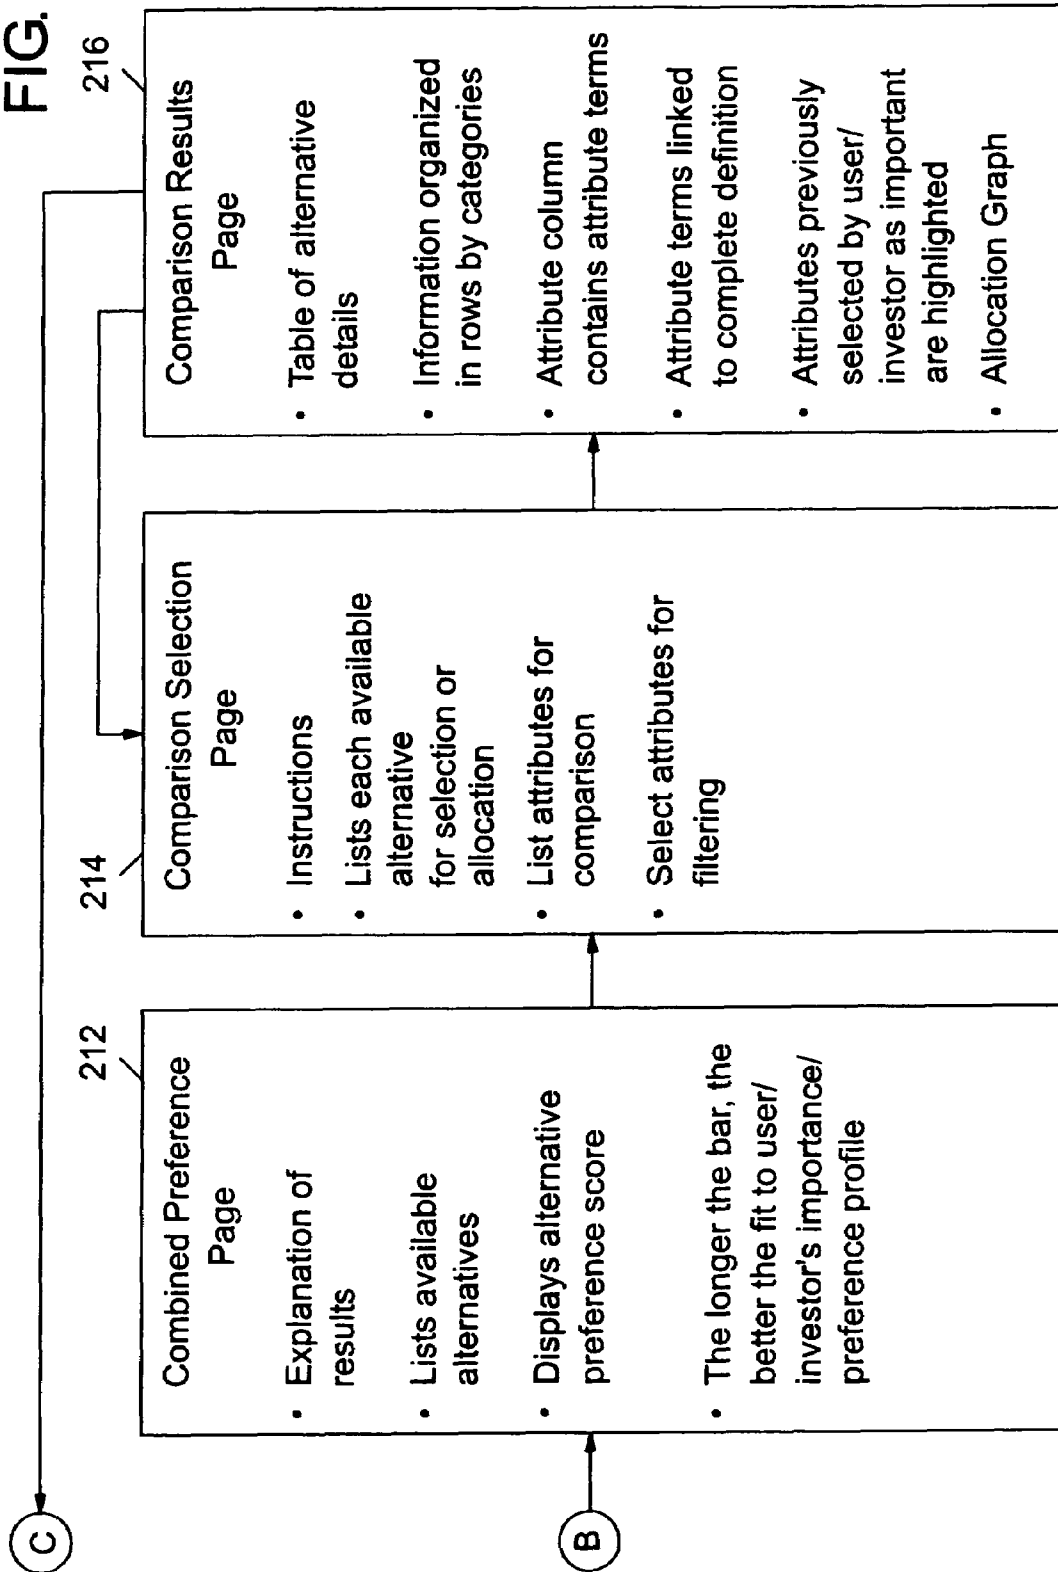 FIG.
C
B
212
Combined Preference
Page
• Explanation of
results
• Lists available
alternatives
• Displays alternative
preference score
• The longer the bar, the
better the fit to user/
investor's importance/
preference profile
214
Comparison Selection
Page
• Instructions
• Lists each available
alternative
for selection or
allocation
• List attributes for
comparison
• Select attributes for
filtering
216
Comparison Results
Page
• Table of alternative
details
• Information organized
in rows by categories
• Attribute column
contains attribute terms
• Attribute terms linked
to complete definition
• Attributes previously
selected by user/
investor as important
are highlighted
• Allocation Graph